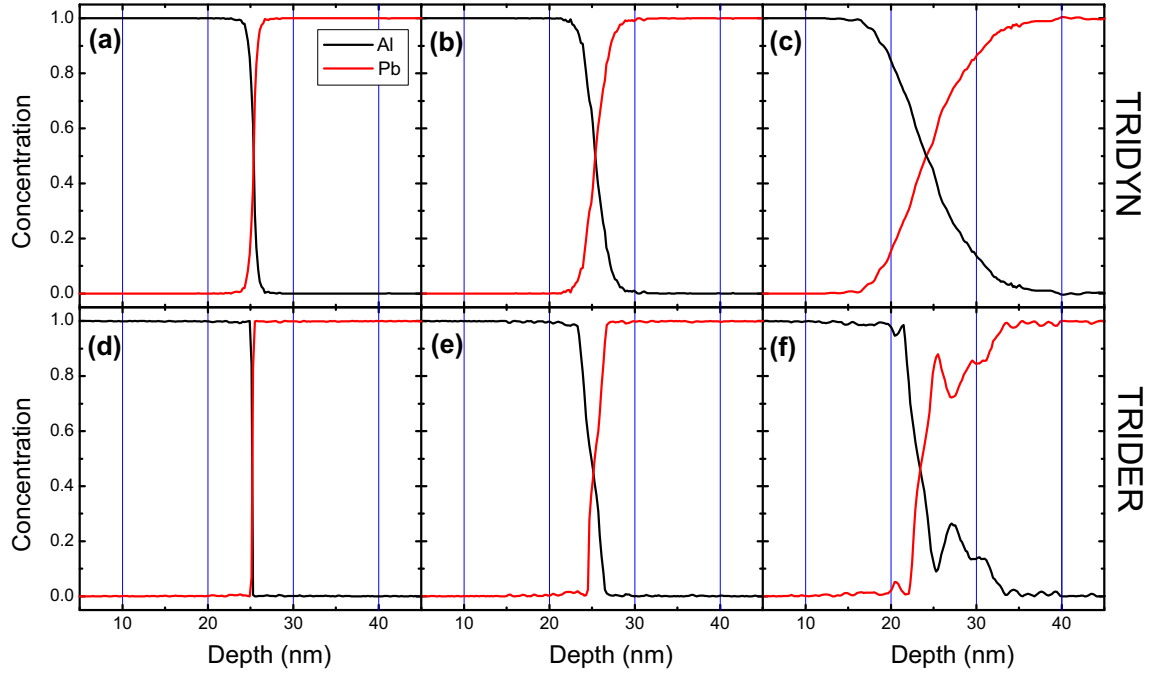 1.0
0.8
0.6
0.4
0.2
0.0
Concentration
(a)
Al
Pb
(b)
(c)
TRIDYN
1.0
0.8
0.6
0.4
0.2
0.0
Concentration
(d)
(e)
(f)
TRIDER
10 20 30 40
10 20 30 40
10 20 30 40
Depth (nm)
Depth (nm)
Depth (nm)